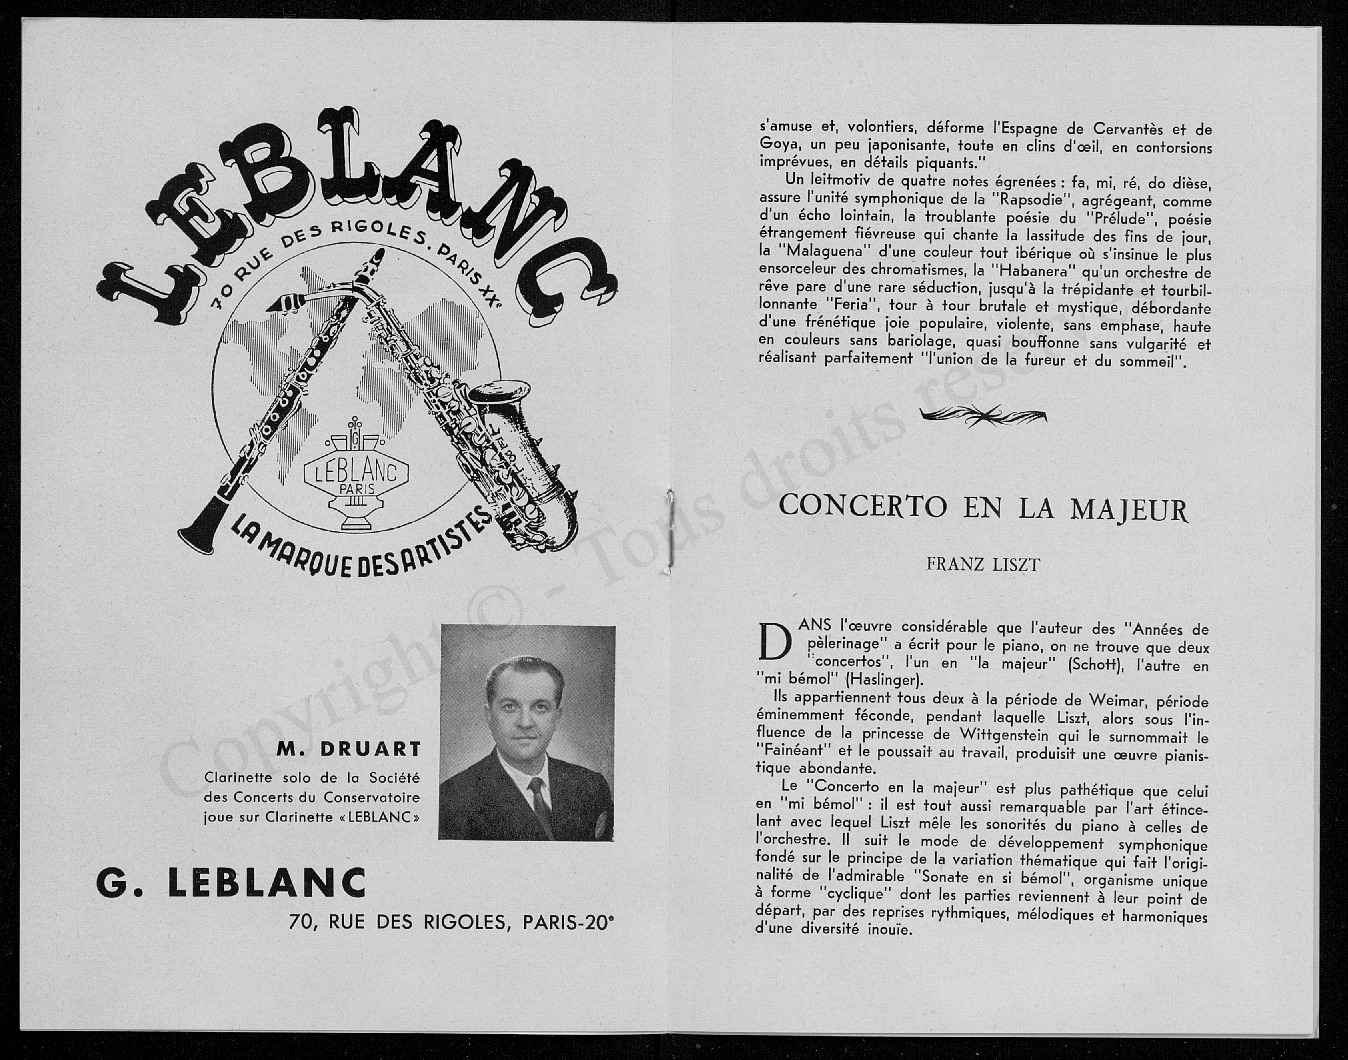 LEBLANC
70 RUE DES RIGOLES. PARIS XXe
LEBLANC
PARIS
LA MARQUE DES ARTISTES
M. DRUART
Clarinette solo de la Société
des Concerts du Conservatoire
joue sur Clarinette «LEBLANC»
G. LEBLANC
70, RUE DES RIGOLES, PARIS-20e
s'amuse et, volontiers, déforme l'Espagne de Cervantès et de
Goya, un peu japonisante, toute en clins d'œil, en contorsions
imprévues, en détails piquants."
Un leitmotiv de quatre notes égrenées : fa, mi, ré, do dièse,
assure l'unité symphonique de la "Rapsodie", agrégeant, comme
d'un écho lointain, la troublante poésie du "Prélude", poésie
étrangement fiévreuse qui chante la lassitude des fins de jour,
la "Malaguena" d'une couleur tout ibérique où s'insinue le plus
ensorceleur des chromatismes, la "Habanera" qu'un orchestre de
rêve pare d'une rare séduction, jusqu'à la trépidante et tourbil-
lonnante "Feria", tour à tour brutale et mystique, débordante
d'une frénétique joie populaire, violente, sans emphase, haute
en couleurs sans bariolage, quasi bouffonne sans vulgarité et
réalisant parfaitement "l'union de la fureur et du sommeil".
CONCERTO EN LA MAJEUR
FRANZ LISZT
DANS l'œuvre considérable que l'auteur des "Années de
pèlerinage" a écrit pour le piano, on ne trouve que deux
"concertos", l'un en "la majeur" (Schott), l'autre en
"mi bémol" (Haslinger).
Ils appartiennent tous deux à la période de Weimar, période
éminemment féconde, pendant laquelle Liszt, alors sous l'in-
fluence de la princesse de Wittgenstein qui le surnommait le
"Fainéant" et le poussait au travail, produisit une œuvre pianis-
tique abondante.
Le "Concerto en la majeur" est plus pathétique que celui
en "mi bémol" : il est tout aussi remarquable par l'art étince-
lant avec lequel Liszt mêle les sonorités du piano à celles de
l'orchestre. Il suit le mode de développement symphonique
fondé sur le principe de la variation thématique qui fait l'origi-
nalité de l'admirable "Sonate en si bémol", organisme unique
à forme "cyclique" dont les parties reviennent à leur point de
départ, par des reprises rythmiques, mélodiques et harmoniques
d'une diversité inouïe.
Copyright © - Tous droits